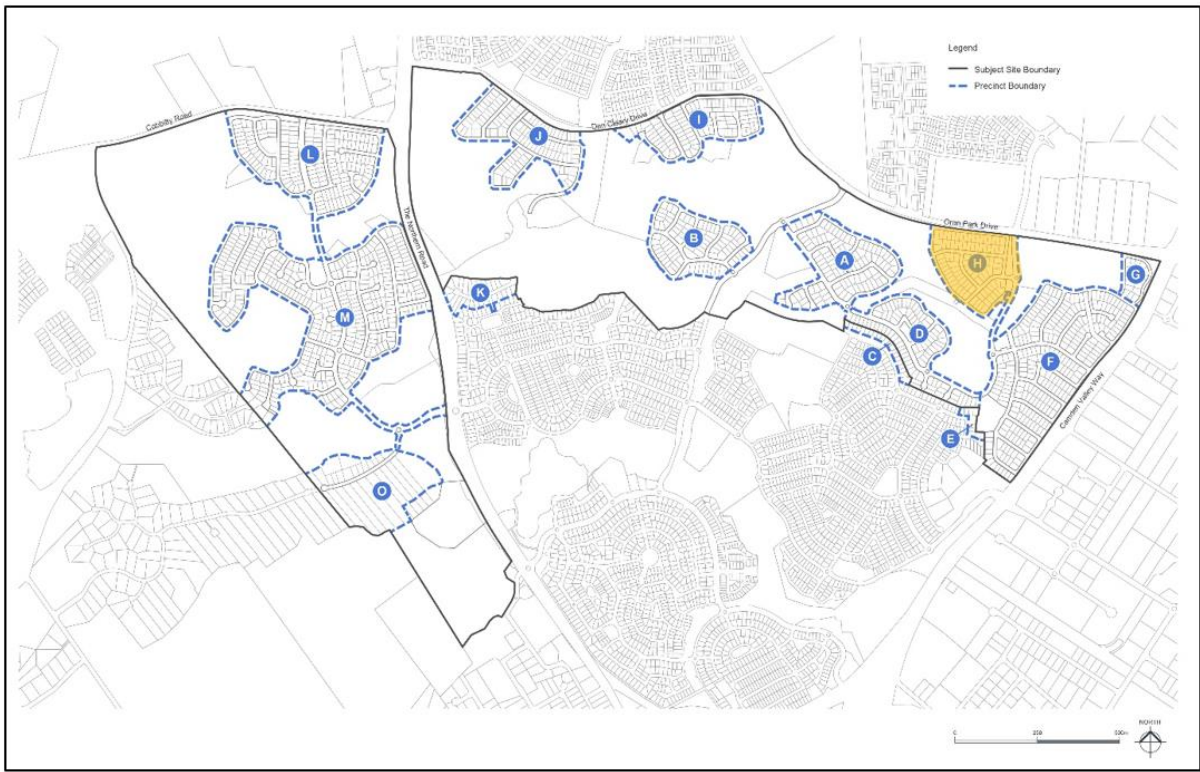 Legend
Subject Site Boundary
Precinct Boundary
Cobbitty Road
Dan Cleary Drive
I
J
L
The Northern Road
Oran Park Drive
B
A
H
G
K
M
D
C
F
Camden Valley Way
E
O
NORTH
0 250 500m